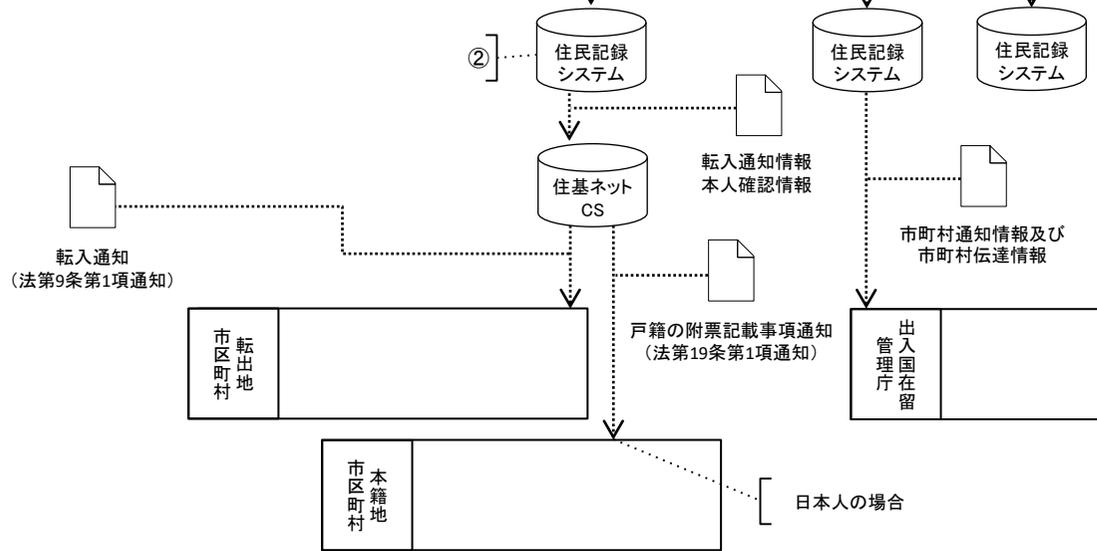 ②
住民記録
システム
住民記録
システム
住民記録
システム
転入通知情報
本人確認情報
住基ネット
CS
転入通知
（法第9条第1項通知）
市町村通知情報及び
市町村伝達情報
戸籍の附票記載事項通知
（法第19条第1項通知）
転出地
市区町村
出入国在留
管理庁
本籍地
市区町村
日本人の場合